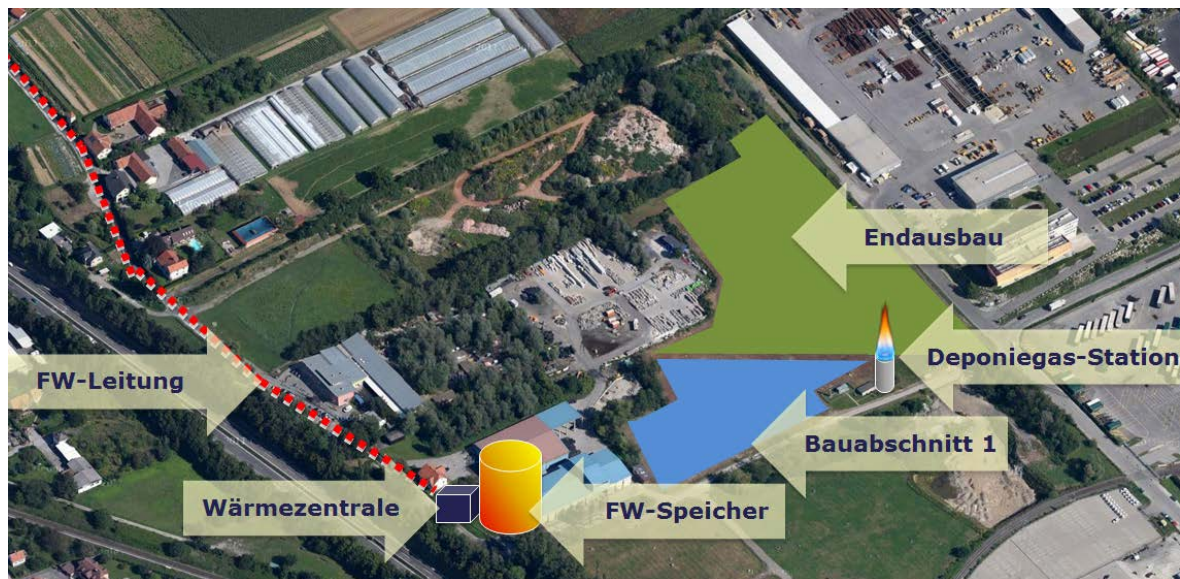 Endausbau
Deponiegas-Station
FW-Leitung
Bauabschnitt 1
Wärmezentrale
FW-Speicher